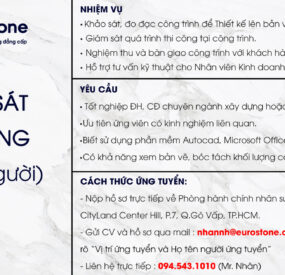 one
ng đẳng cấp
SÁT
NG
gười)
NHIỆM VỤ
• Khảo sát, đo đạc công trình để Thiết kế lên bản v
• Giám sát quá trình thi công tại công trình.
• Nghiệm thu và bàn giao công trình với khách hà
• Hỗ trợ tư vấn kỹ thuật cho Nhân viên Kinh doanh
YÊU CẦU
• Tốt nghiệp ĐH, CĐ chuyên ngành xây dựng hoặc
• Ưu tiên ứng viên có kinh nghiệm liên quan.
•Biết sử dụng phần mềm Autocad, Microsoft Office
•Có khả năng xem bản vẽ, bóc tách khối lượng cô
CÁCH THỨC ỨNG TUYỂN:
- Nộp hồ sơ trực tiếp về Phòng hành chính nhân s
CityLand Center Hill, P.7, Q.Gò Vấp, TP.HCM.
- Gửi CV và hồ sơ qua mail : nhannh@eurostone.
rõ “Vị trí ứng tuyển và Họ tên người ứng tuyển”
- Liên hệ trực tiếp : 094.543.1010 (Mr. Nhân)